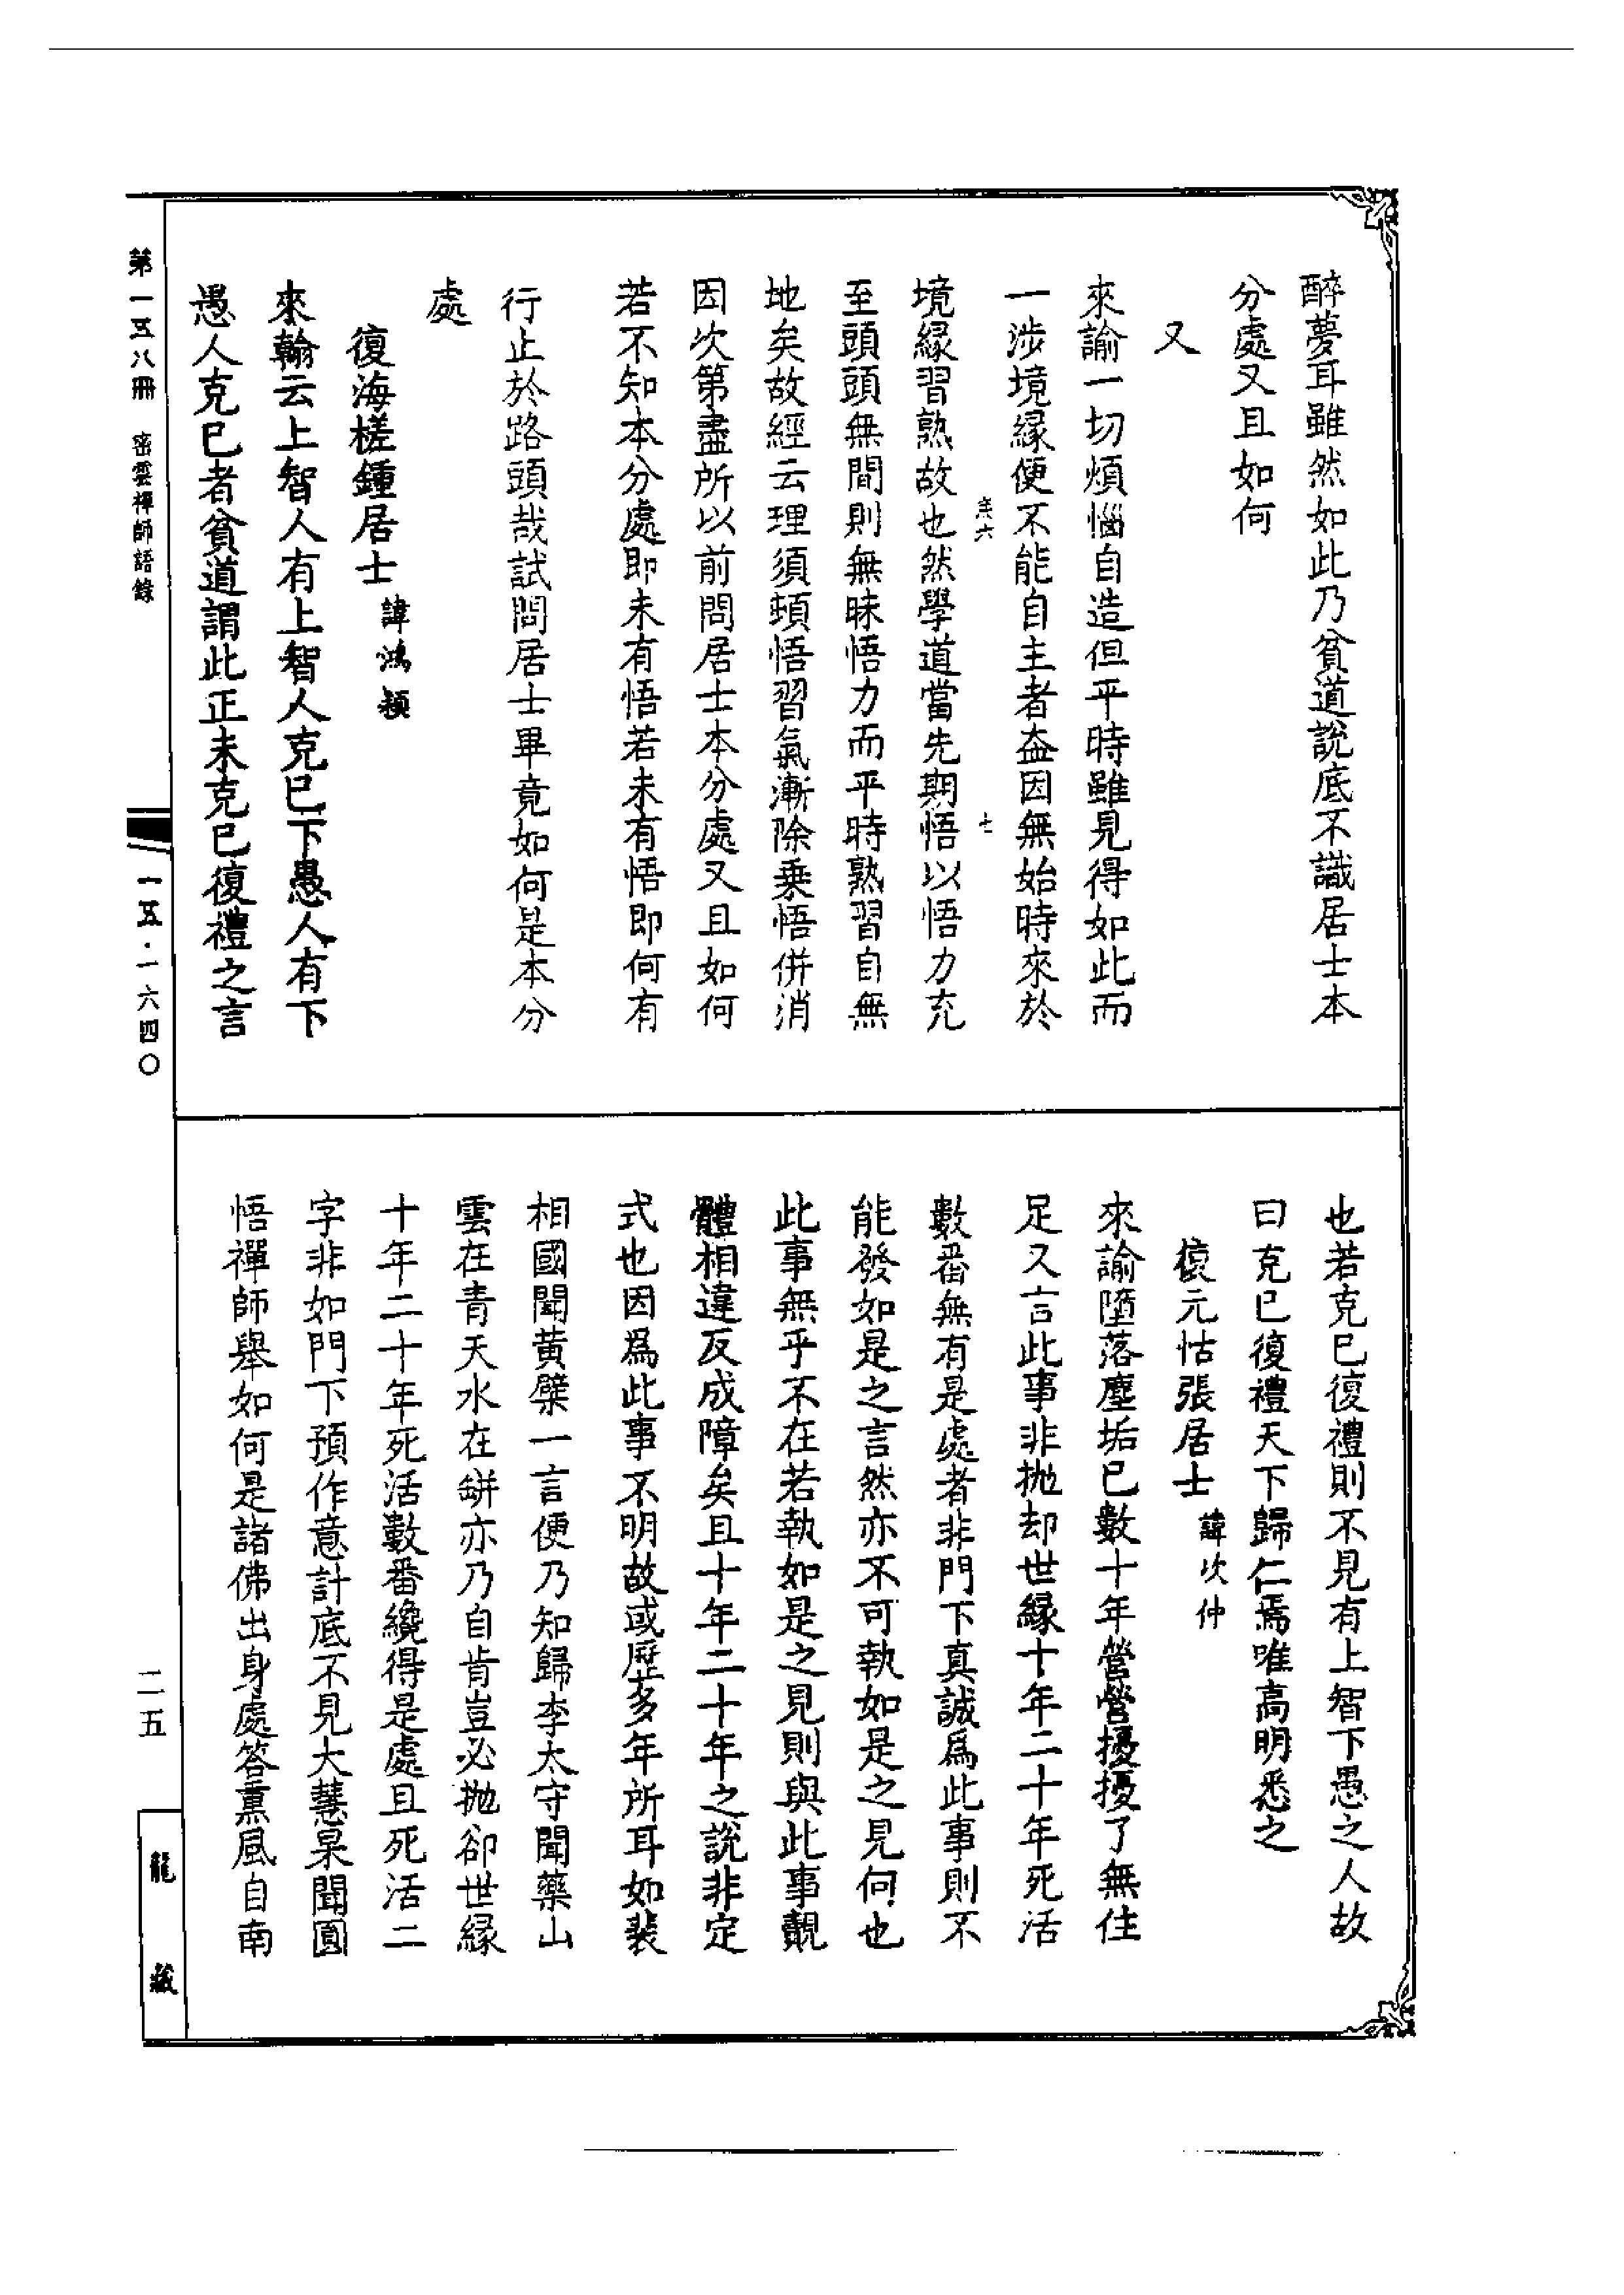 醉夢耳雖然如此乃貧道說底不識居士本
分處又且如何
又
來諭一切煩惱自造但平時雖見得如此而
一涉境緣便不能自主者葢因無始時來於
境緣習熟故也然學道當先期悟以悟力充
至頭頭無間則無昧悟力而平時熟習自無
地矣故經云理須頓悟習氣漸除乗悟併消
因次第盡所以前問居士本分處又且如何
若不知本分處即未有悟若未有悟即何有
行止於路頭哉試問居士畢竟如何是本分
處
復海槎鍾居士 諱鴻穎
來翰云上智人有上智人克巳下愚人有下
愚人克巳者貧道謂此正未克巳復禮之言
第一五八冊 密雲禪師語錄
一五·一六四〇
也若克巳復禮則不見有上智下愚之人故
曰克巳復禮天下歸仁焉唯高明悉之
復元怙張居士 諱次仲
來諭墮落塵垢巳數十年營營擾擾了無住
足又言此事非拋却世緣十年二十年死活
數番無有是處者非門下真誠爲此事則不
能發如是之言然亦不可執如是之見何也
此事無乎不在若執如是之見則與此事覿
體相違反成障矣且十年二十年之說非定
式也因爲此事不明故或歷多年所耳如裴
相國聞黄檗一言便乃知歸李太守聞藥山
雲在青天水在缾亦乃自肯豈必拋卻世緣
十年二十年死活數番纔得是處且死活二
字非如門下預作意計底不見大慧杲聞圓
悟禪師舉如何是諸佛出身處答熏風自南
二五
龍藏